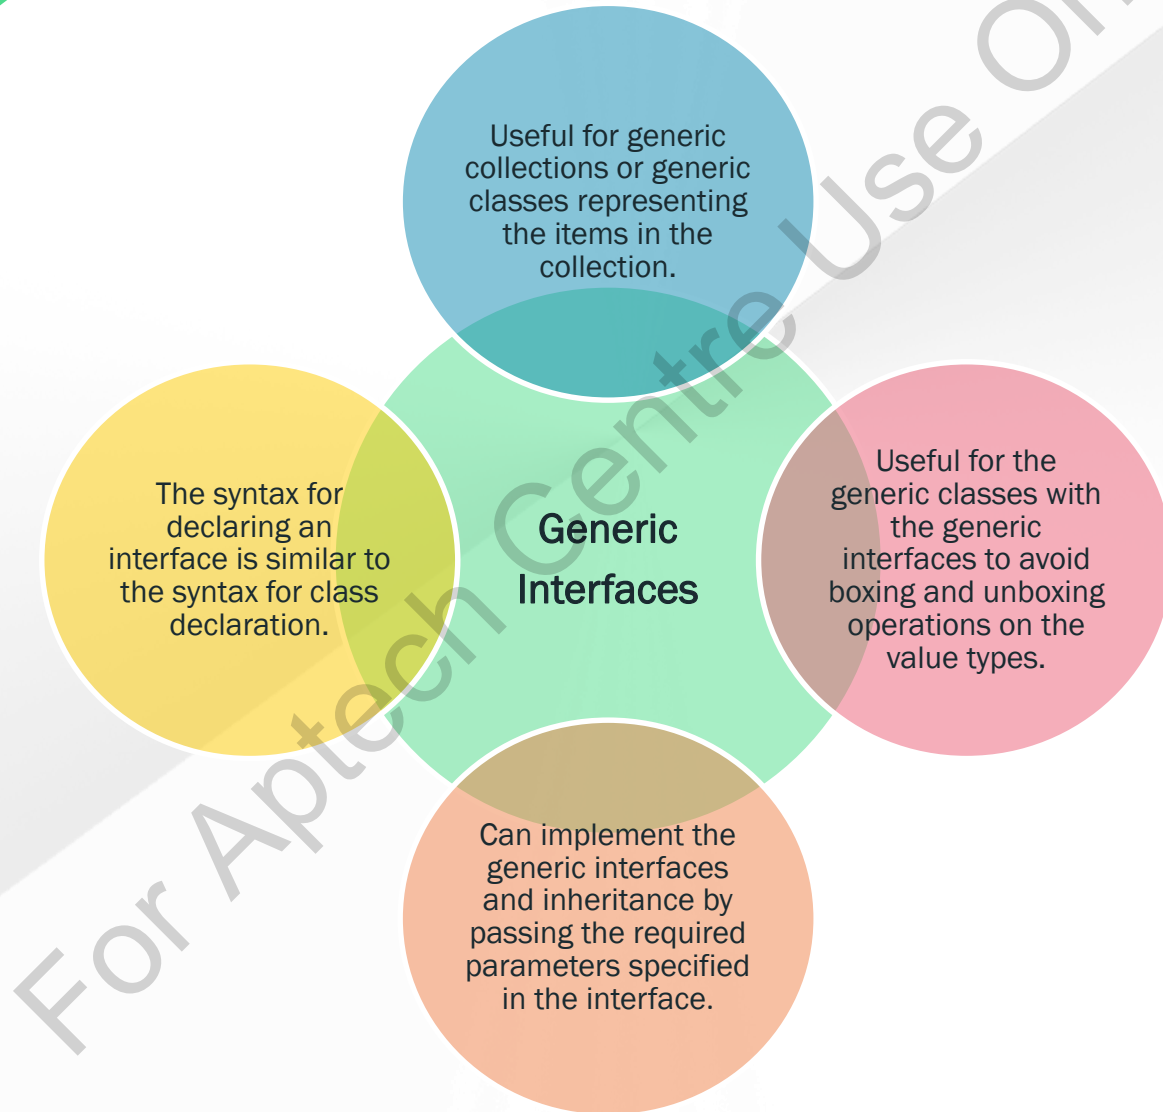 Useful for generic
collections or generic
classes representing
the items in the
collection.
The syntax for
declaring an
interface is similar to
the syntax for class
declaration.
Generic
Interfaces
Useful for the
generic classes with
the generic
interfaces to avoid
boxing and unboxing
operations on the
value types.
Can implement the
generic interfaces
and inheritance by
passing the required
parameters specified
in the interface.
For Aptech Centre Use